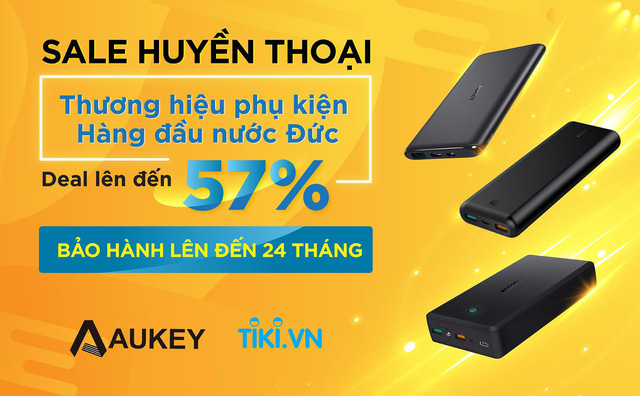 SALE HUYỀN THOẠI
Thương hiệu phụ kiện
Hàng đầu nước Đức
Deal lên đến 57%
BẢO HÀNH LÊN ĐẾN 24 THÁNG
AUKEY TIKI.VN